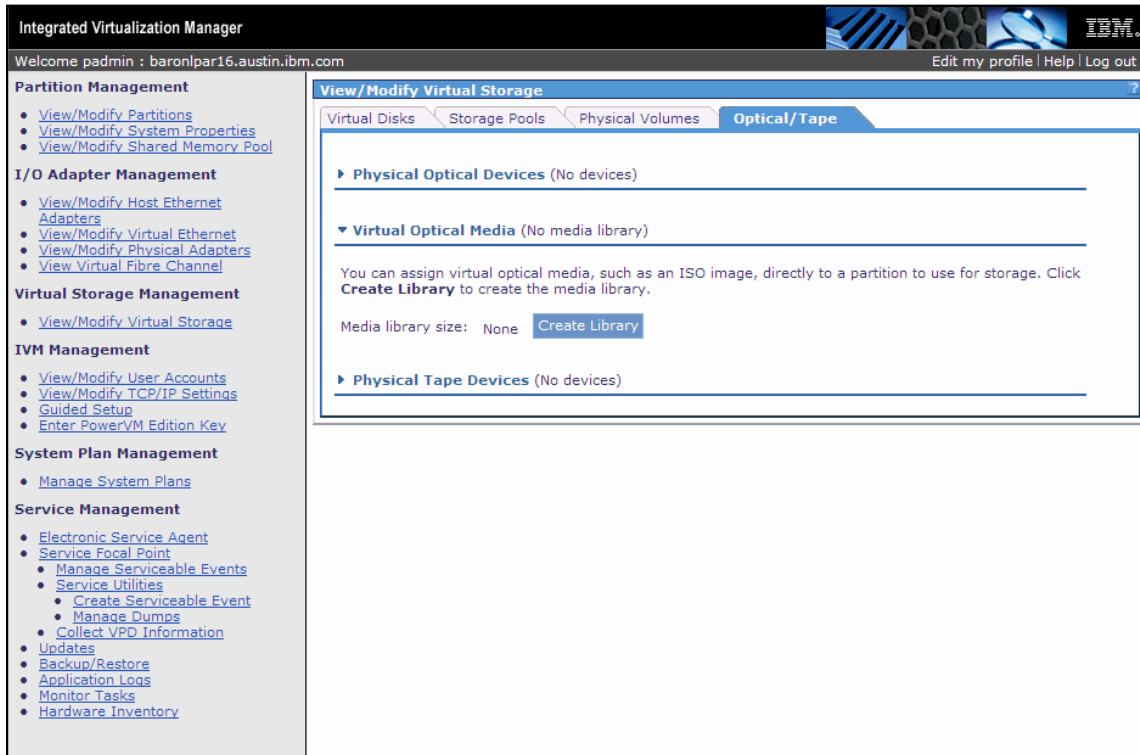 Integrated Virtualization Manager
IBM.
Welcome padmin : baronlpar16.austin.ibm.com
Edit my profile | Help | Log out
Partition Management
View/Modify Partitions
View/Modify System Properties
View/Modify Shared Memory Pool
I/O Adapter Management
View/Modify Host Ethernet
Adapters
View/Modify Virtual Ethernet
View/Modify Physical Adapters
View Virtual Fibre Channel
Virtual Storage Management
View/Modify Virtual Storage
IVM Management
View/Modify User Accounts
View/Modify TCP/IP Settings
Guided Setup
Enter PowerVM Edition Key
System Plan Management
Manage System Plans
Service Management
Electronic Service Agent
Service Focal Point
Manage Serviceable Events
Service Utilities
Create Serviceable Event
Manage Dumps
Collect VPD Information
Updates
Backup/Restore
Application Logs
Monitor Tasks
Hardware Inventory
View/Modify Virtual Storage
?
Virtual Disks Storage Pools Physical Volumes Optical/Tape
Physical Optical Devices (No devices)
Virtual Optical Media (No media library)
You can assign virtual optical media, such as an ISO image, directly to a partition to use for storage. Click
Create Library to create the media library.
Media library size: None Create Library
Physical Tape Devices (No devices)